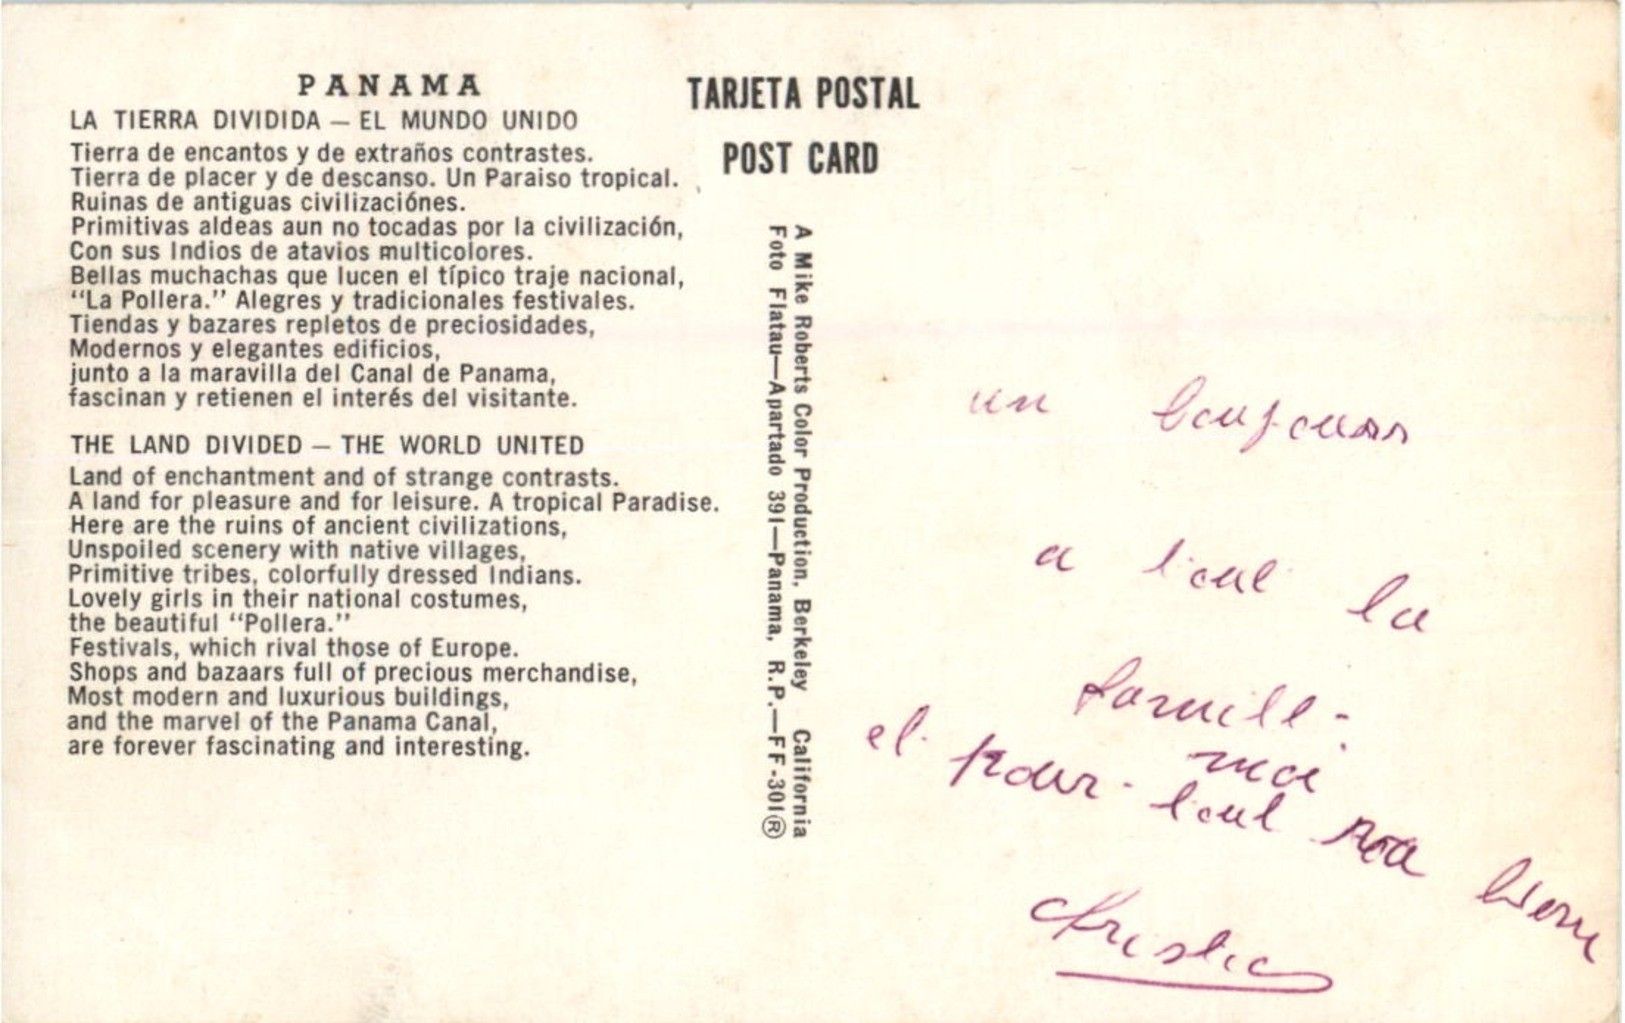 PANAMA
LA TIERRA DIVIDIDA — EL MUNDO UNIDO
Tierra de encantos y de extraños contrastes.
Tierra de placer y de descanso. Un Paraiso tropical.
Ruinas de antiguas civilizaciónes.
Primitivas aldeas aun no tocadas por la civilización,
Con sus Indios de atavios multicolores.
Bellas muchachas que lucen el típico traje nacional,
"La Pollera." Alegres y tradicionales festivales.
Tiendas y bazares repletos de preciosidades,
Modernos y elegantes edificios,
junto a la maravilla del Canal de Panama,
fascinan y retienen el interés del visitante.
THE LAND DIVIDED — THE WORLD UNITED
Land of enchantment and of strange contrasts.
A land for pleasure and for leisure. A tropical Paradise.
Here are the ruins of ancient civilizations,
Unspoiled scenery with native villages,
Primitive tribes, colorfully dressed Indians.
Lovely girls in their national costumes,
the beautiful "Pollera."
Festivals, which rival those of Europe.
Shops and bazaars full of precious merchandise,
Most modern and luxurious buildings,
and the marvel of the Panama Canal,
are forever fascinating and interesting.
TARJETA POSTAL
POST CARD
A Mike Roberts Color Production, Berkeley California
Foto Flatau—Apartado 391—Panama, R.P.—FF-301®
un bonjour
a tout la
famille
et pour moi
tout va bien